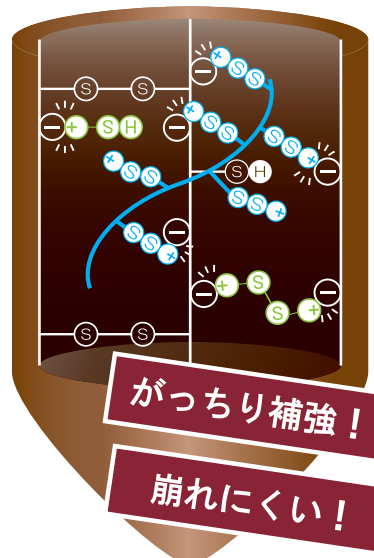 + S S
S S
− + S H − + S S
S S + −
+ S S S H
S S +
− S S +
− + S −
S +
S S
がっちり補強！
崩れにくい！